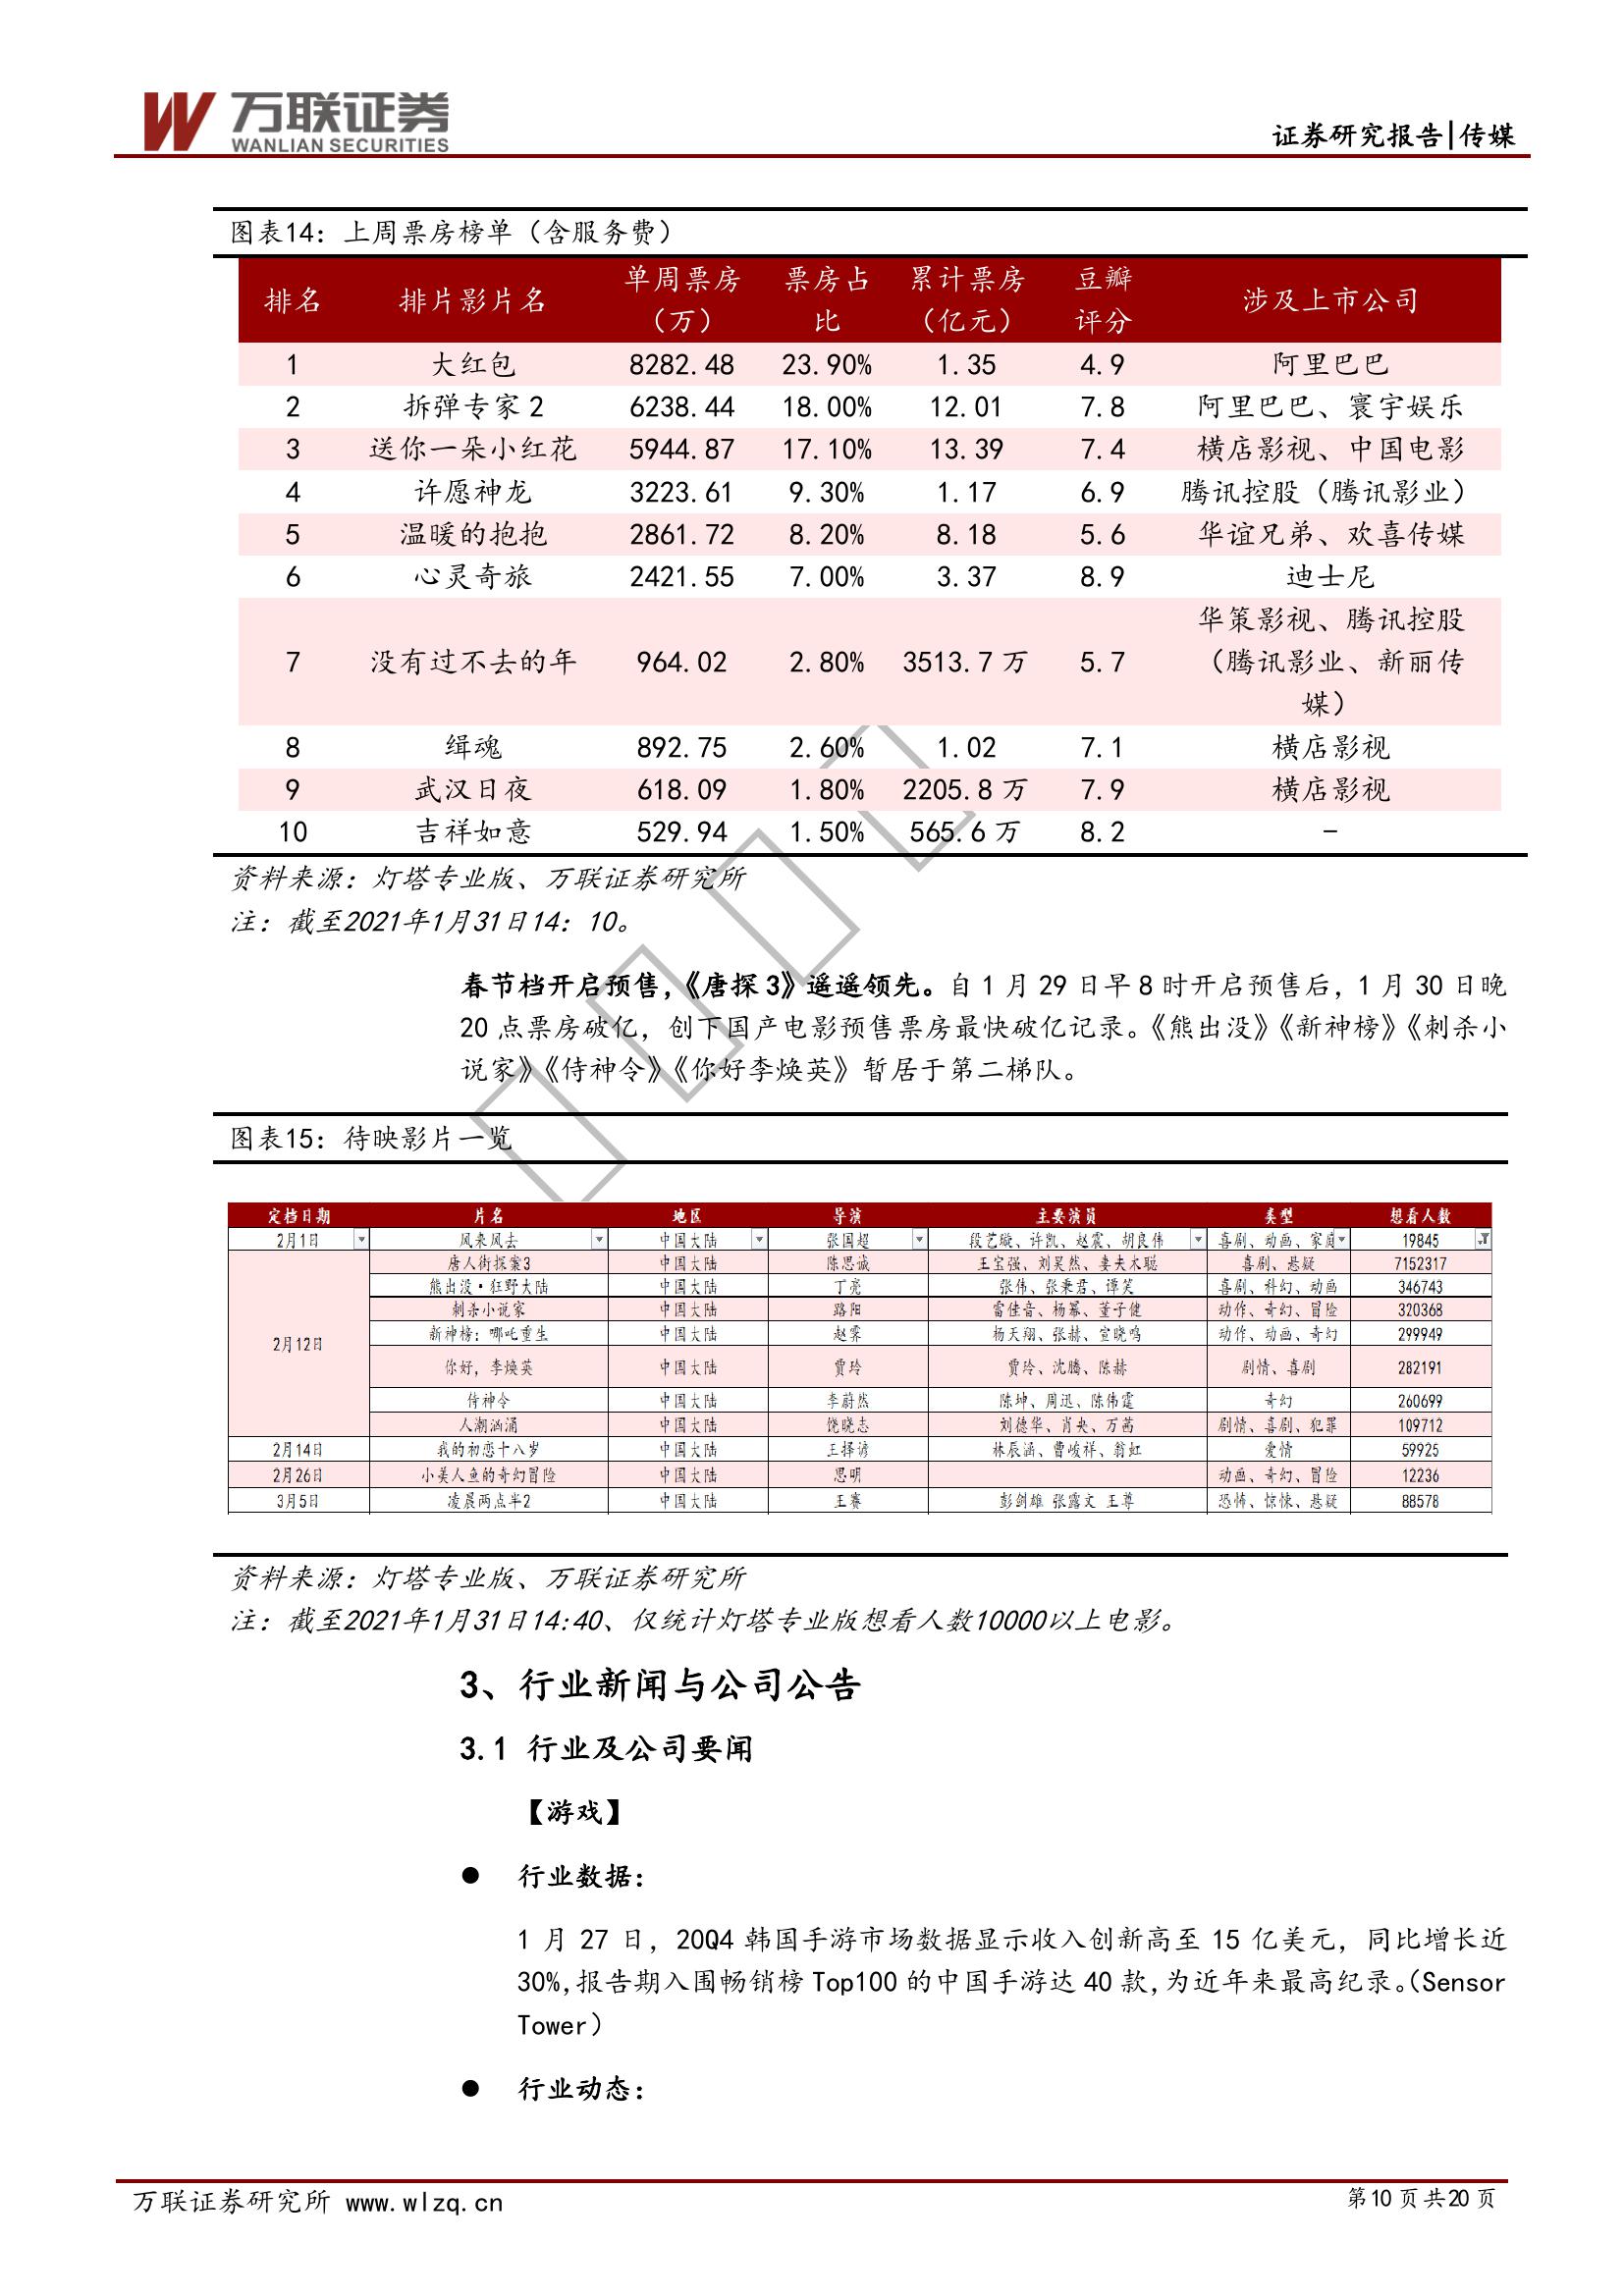 万联证券
WANLIAN SECURITIES
证券研究报告|传媒
图表14：上周票房榜单（含服务费）
排名 排片影片名 单周票房（万） 票房占比 累计票房（亿元） 豆瓣评分 涉及上市公司
1 大红包 8282.48 23.90% 1.35 4.9 阿里巴巴
2 拆弹专家2 6238.44 18.00% 12.01 7.8 阿里巴巴、寰宇娱乐
3 送你一朵小红花 5944.87 17.10% 13.39 7.4 横店影视、中国电影
4 许愿神龙 3223.61 9.30% 1.17 6.9 腾讯控股（腾讯影业）
5 温暖的抱抱 2861.72 8.20% 8.18 5.6 华谊兄弟、欢喜传媒
6 心灵奇旅 2421.55 7.00% 3.37 8.9 迪士尼
7 没有过不去的年 964.02 2.80% 3513.7万 5.7 华策影视、腾讯控股（腾讯影业、新丽传媒）
8 缉魂 892.75 2.60% 1.02 7.1 横店影视
9 武汉日夜 618.09 1.80% 2205.8万 7.9 横店影视
10 吉祥如意 529.94 1.50% 565.6万 8.2 -
资料来源：灯塔专业版、万联证券研究所
注：截至2021年1月31日14：10。
春节档开启预售，《唐探3》遥遥领先。自1月29日早8时开启预售后，1月30日晚
20点票房破亿，创下国产电影预售票房最快破亿记录。《熊出没》《新神榜》《刺杀小
说家》《侍神令》《你好李焕英》暂居于第二梯队。
图表15：待映影片一览
定档日期 片名 地区 导演 主要演员 类型 想看人数
2月1日 风来风去 中国大陆 张国超 段艺璇、许凯、赵震、胡良伟 喜剧、动画、家庭 19845
2月12日 唐人街探案3 中国大陆 陈思诚 王宝强、刘昊然、妻夫木聪 喜剧、悬疑 7152317
熊出没·狂野大陆 中国大陆 丁亮 张伟、张秉君、谭笑 喜剧、科幻、动画 346743
刺杀小说家 中国大陆 路阳 雷佳音、杨幂、董子健 动作、奇幻、冒险 320368
新神榜：哪吒重生 中国大陆 赵霁 杨天翔、张赫、宣晓鸣 动作、动画、奇幻 299949
你好，李焕英 中国大陆 贾玲 贾玲、沈腾、陈赫 剧情、喜剧 282191
侍神令 中国大陆 李蔚然 陈坤、周迅、陈伟霆 奇幻 260699
人潮汹涌 中国大陆 饶晓志 刘德华、肖央、万茜 剧情、喜剧、犯罪 109712
2月14日 我的初恋十八岁 中国大陆 王择谚 林辰涵、曹峻祥、翁虹 爱情 59925
2月26日 小美人鱼的奇幻冒险 中国大陆 思明 动画、奇幻、冒险 12236
3月5日 凌晨两点半2 中国大陆 王赛 彭剑雄 张露文 王尊 恐怖、惊悚、悬疑 88578
资料来源：灯塔专业版、万联证券研究所
注：截至2021年1月31日14:40、仅统计灯塔专业版想看人数10000以上电影。
3、行业新闻与公司公告
3.1 行业及公司要闻
【游戏】
● 行业数据：
1月27日，20Q4韩国手游市场数据显示收入创新高至15亿美元，同比增长近
30%,报告期入围畅销榜Top100的中国手游达40款,为近年来最高纪录。（Sensor
Tower）
● 行业动态：
万联证券研究所 www.wlzq.cn
第10页共20页